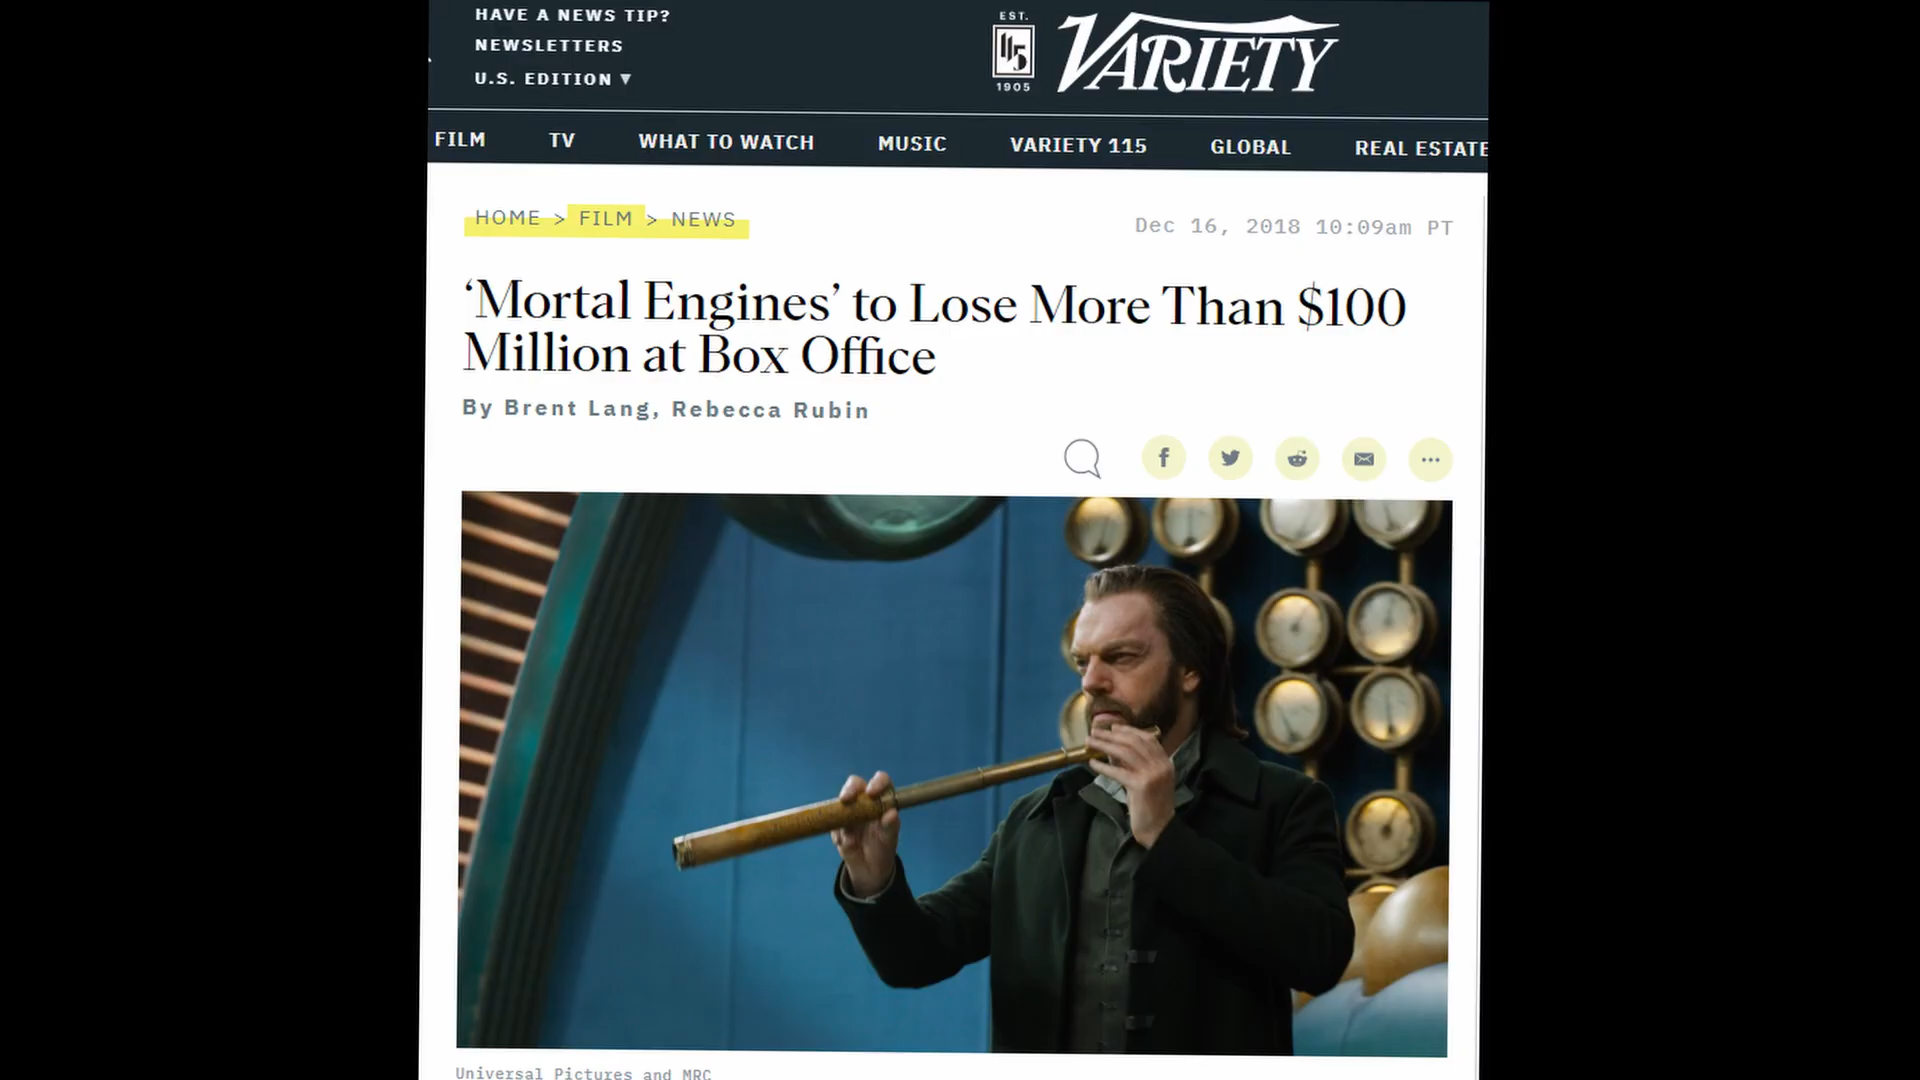 HAVE A NEWS TIP?
NEWSLETTERS
U.S. EDITION ▼
EST.
115
1905
VARIETY
FILM TV WHAT TO WATCH MUSIC VARIETY 115 GLOBAL REAL ESTATE
HOME > FILM > NEWS
Dec 16, 2018 10:09am PT
‘Mortal Engines’ to Lose More Than $100
Million at Box Office
By Brent Lang, Rebecca Rubin
Universal Pictures and MRC